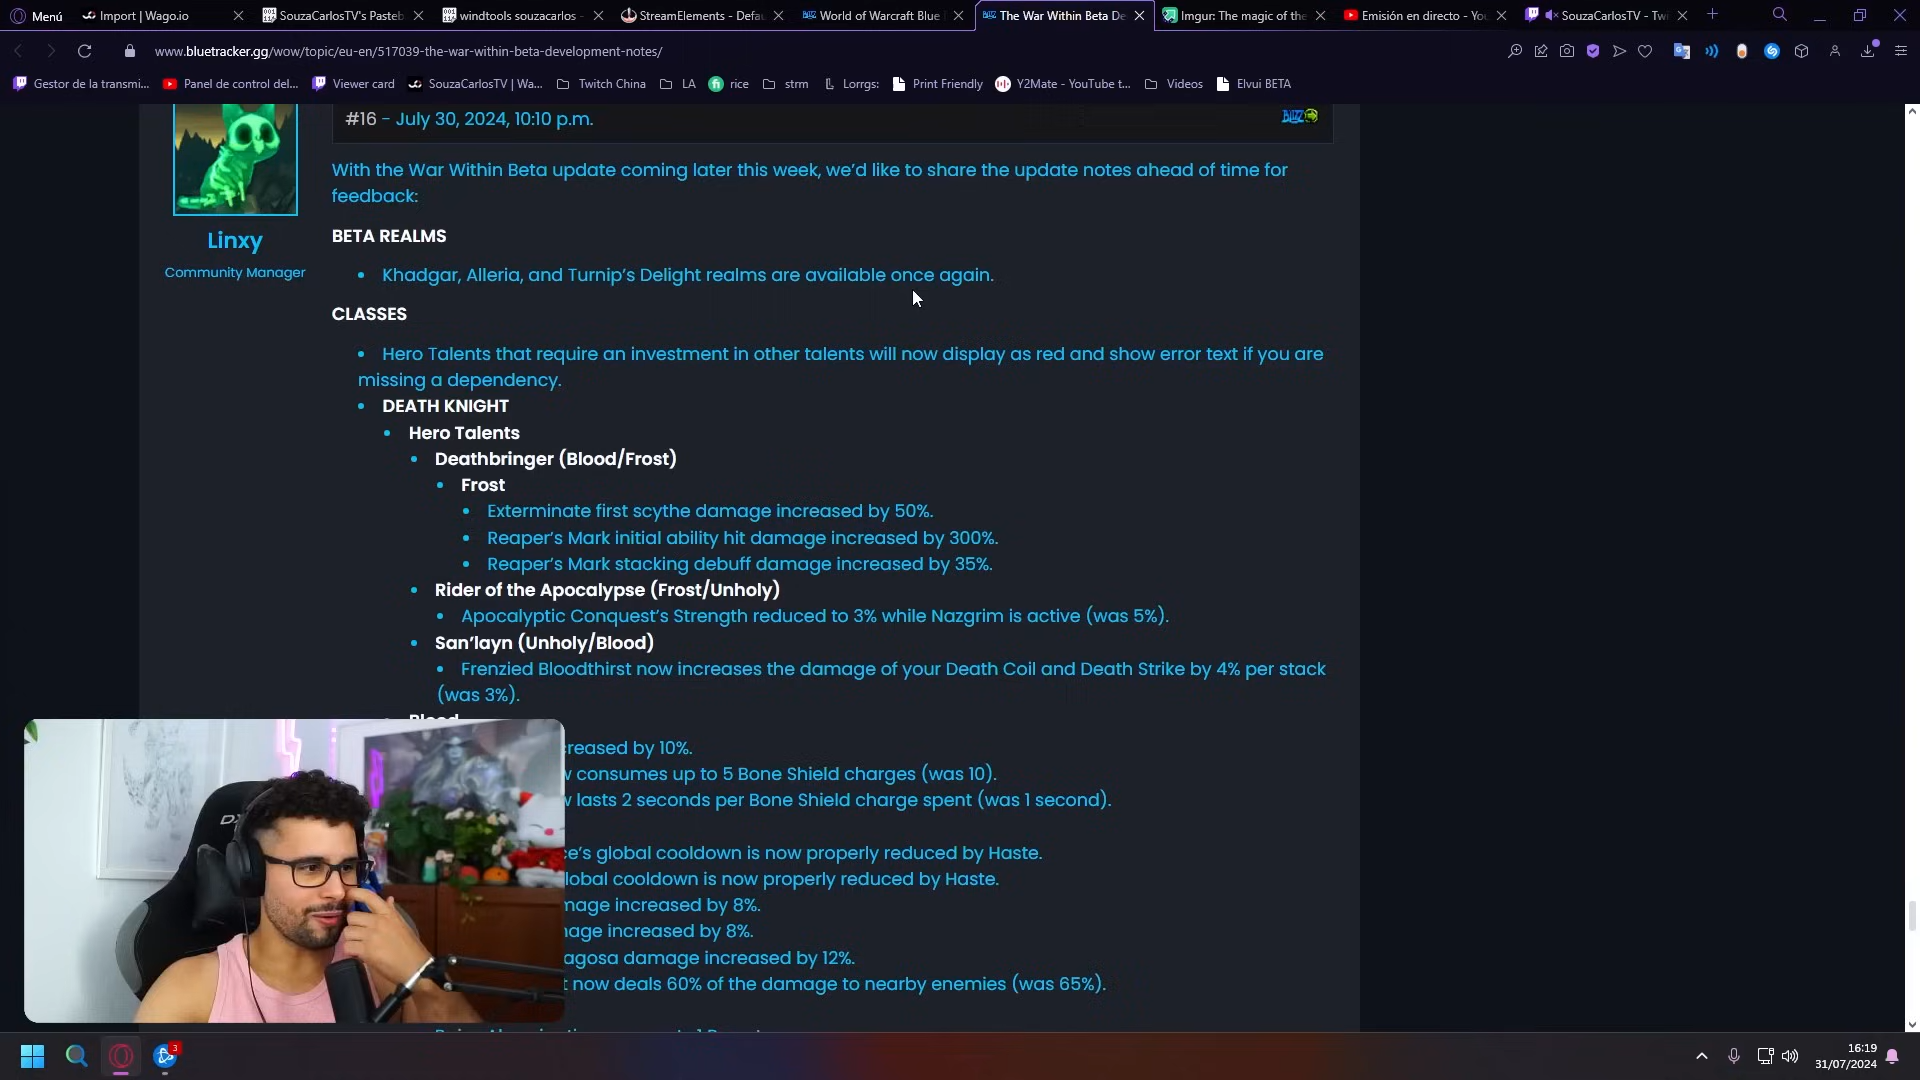 Menú
Import | Wago.io
SouzaCarlosTV's Pasteb
windtools souzacarlos -
StreamElements - Defau
World of Warcraft Blue
The War Within Beta De
Imgur: The magic of the
Emisión en directo - Yo
SouzaCarlosTV - Twi
www.bluetracker.gg/wow/topic/eu-en/517039-the-war-within-beta-development-notes/
Gestor de la transmi...
Panel de control del...
Viewer card
SouzaCarlosTV | Wa...
Twitch China
LA
rice
strm
Lorrgs:
Print Friendly
Y2Mate - YouTube t...
Videos
Elvui BETA
#16 - July 30, 2024, 10:10 p.m.
Linxy
Community Manager
With the War Within Beta update coming later this week, we'd like to share the update notes ahead of time for
feedback:
BETA REALMS
Khadgar, Alleria, and Turnip's Delight realms are available once again.
CLASSES
Hero Talents that require an investment in other talents will now display as red and show error text if you are
missing a dependency.
DEATH KNIGHT
Hero Talents
Deathbringer (Blood/Frost)
Frost
Exterminate first scythe damage increased by 50%.
Reaper's Mark initial ability hit damage increased by 300%.
Reaper's Mark stacking debuff damage increased by 35%.
Rider of the Apocalypse (Frost/Unholy)
Apocalyptic Conquest's Strength reduced to 3% while Nazgrim is active (was 5%).
San'layn (Unholy/Blood)
Frenzied Bloodthirst now increases the damage of your Death Coil and Death Strike by 4% per stack
(was 3%).
Blood
creased by 10%.
w consumes up to 5 Bone Shield charges (was 10).
w lasts 2 seconds per Bone Shield charge spent (was 1 second).
ce's global cooldown is now properly reduced by Haste.
lobal cooldown is now properly reduced by Haste.
mage increased by 8%.
mage increased by 8%.
agosa damage increased by 12%.
t now deals 60% of the damage to nearby enemies (was 65%).
3
16:19
31/07/2024